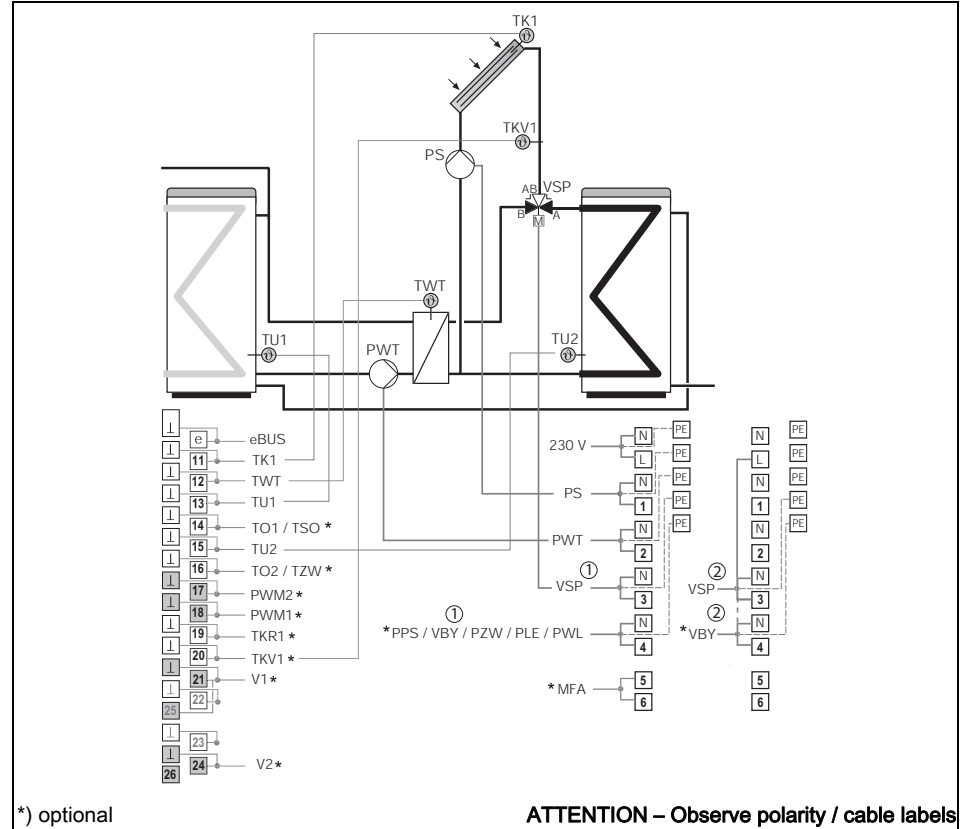 TK1
TKV1
PS
AB VSP
B A
M
TWT
TU1
TU2
PWT
⊥
e eBUS
⊥
11 TK1
⊥
12 TWT
⊥
13 TU1
⊥
14 TO1 / TSO *
⊥
15 TU2
⊥
16 TO2 / TZW *
⊥
17 PWM2 *
⊥
18 PWM1 *
⊥
19 TKR1 *
⊥
20 TKV1 *
⊥
21 V1 *
⊥
22
25
⊥
23
⊥
24 V2 *
26
230 V N PE
L PE
PS N PE
1 PE
PWT N PE
2
VSP ① N
3
①
*PPS / VBY / PZW / PLE / PWL N
4
* MFA 5
6
N PE
L PE
N PE
1 PE
N PE
2
VSP ② N
3
②
*VBY N
4
5
6
*) optional
ATTENTION – Observe polarity / cable labels